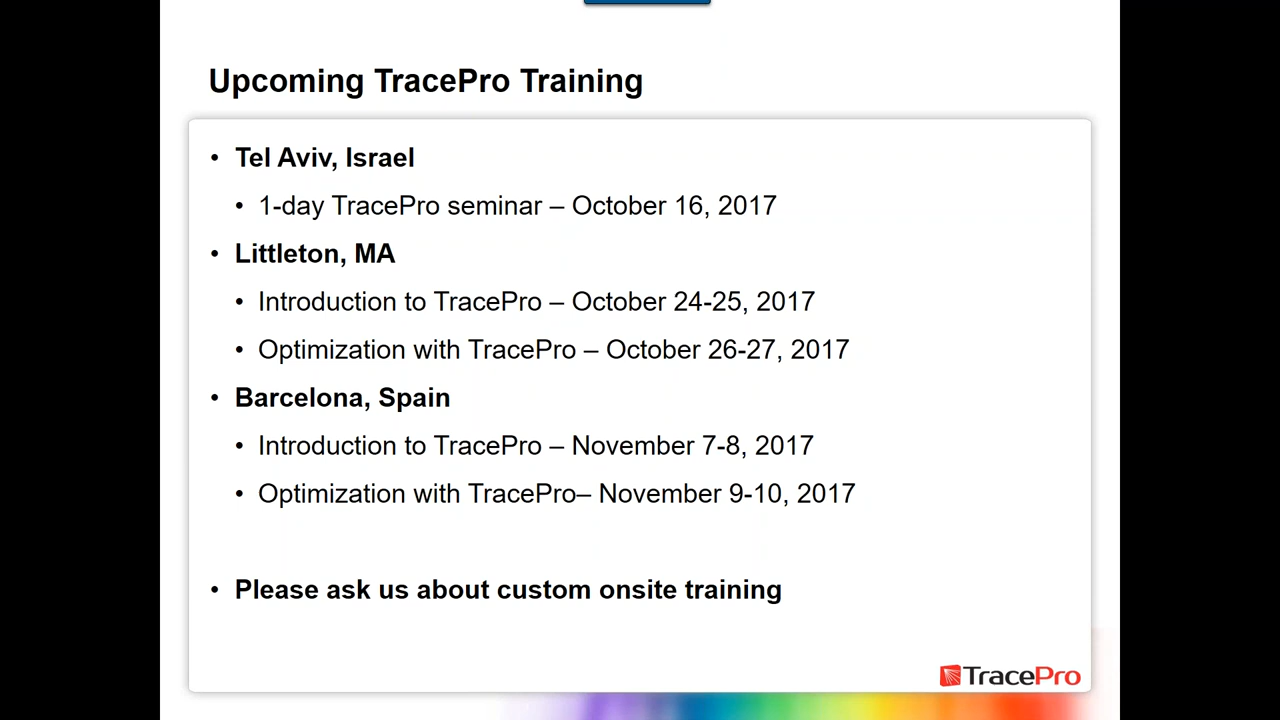 Upcoming TracePro Training
• Tel Aviv, Israel
• 1-day TracePro seminar – October 16, 2017
• Littleton, MA
• Introduction to TracePro – October 24-25, 2017
• Optimization with TracePro – October 26-27, 2017
• Barcelona, Spain
• Introduction to TracePro – November 7-8, 2017
• Optimization with TracePro– November 9-10, 2017
• Please ask us about custom onsite training
TracePro